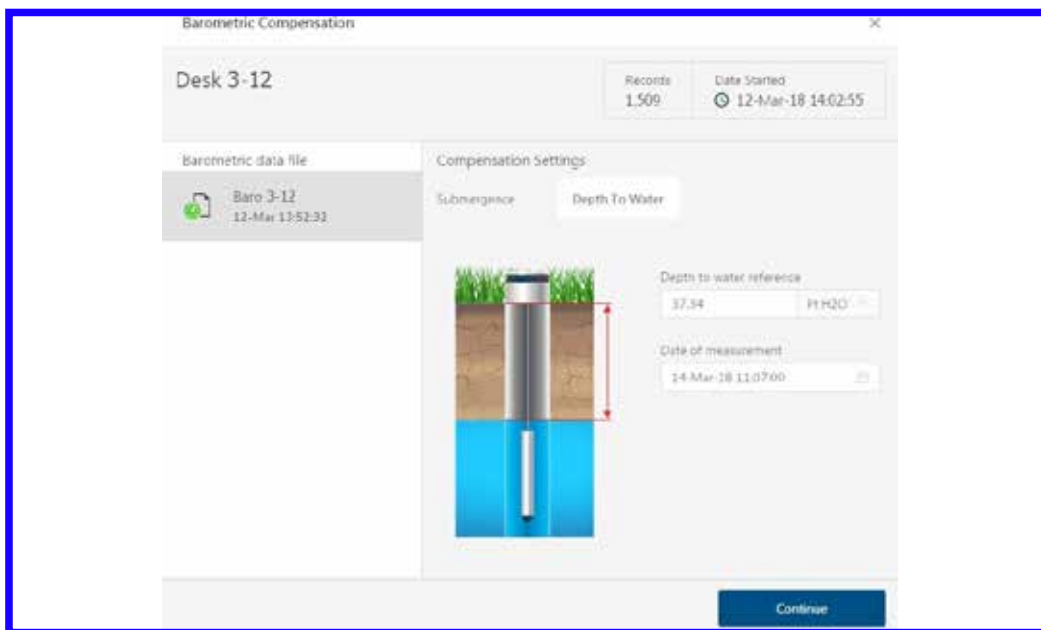 Barometric Compensation
Desk 3-12
Records
1,509
Date Started
12-Mar-18 14:02:55
Barometric data file
Baro 3-12
12-Mar 13:52:32
Compensation Settings
Submergence
Depth To Water
Depth to water reference
37.34
Ft H2O
Date of measurement
14-Mar-18 11:07:00
Continue